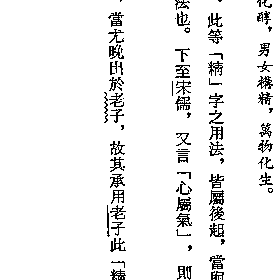 化醇，男女構精，萬物化生。
。此等「精」字之用法，皆屬後起，當與
法也。下至宋儒，又言「心屬氣」，則
，當尤晚出於老子，故其承用老子此「精